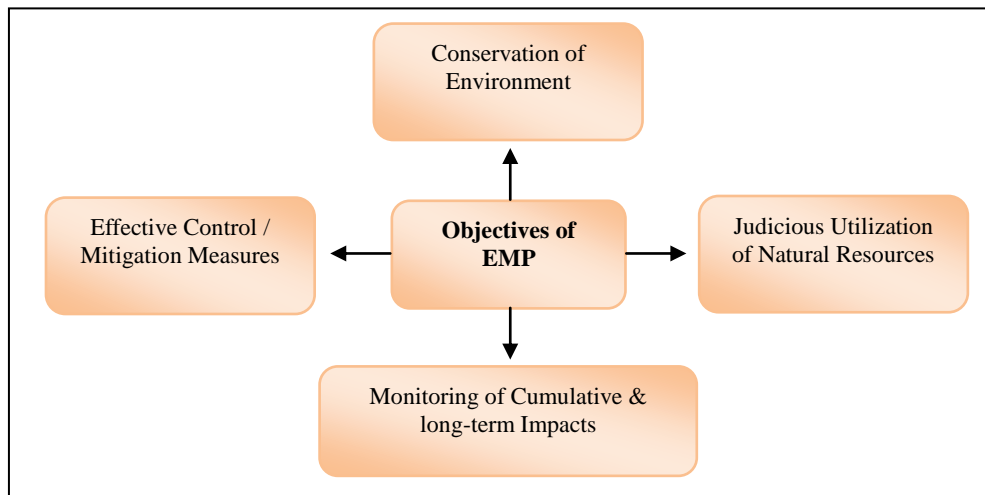 Conservation of
Environment
Effective Control /
Mitigation Measures
Objectives of
EMP
Judicious Utilization
of Natural Resources
Monitoring of Cumulative &
long-term Impacts